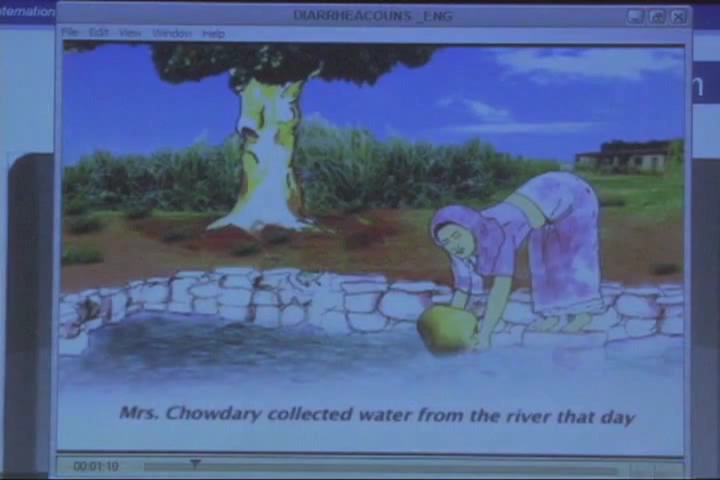 DIARRHEACOUNS_ENG
File Edit View Window Help
Mrs. Chowdary collected water from the river that day
00:01:10